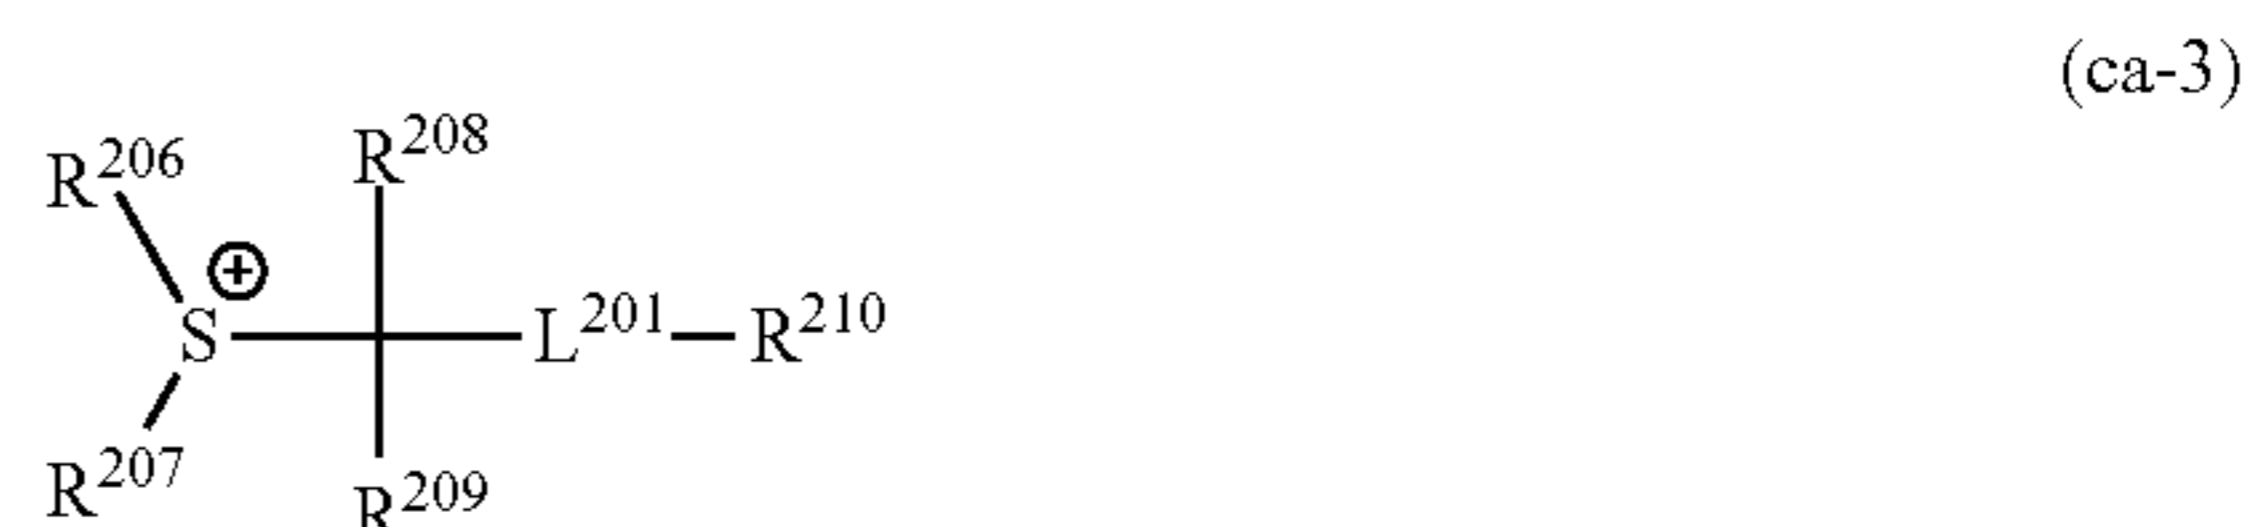 (ca-3)
R²⁰⁶
R²⁰⁸
⊕
S
L²⁰¹
R²¹⁰
R²⁰⁷
R²⁰⁹